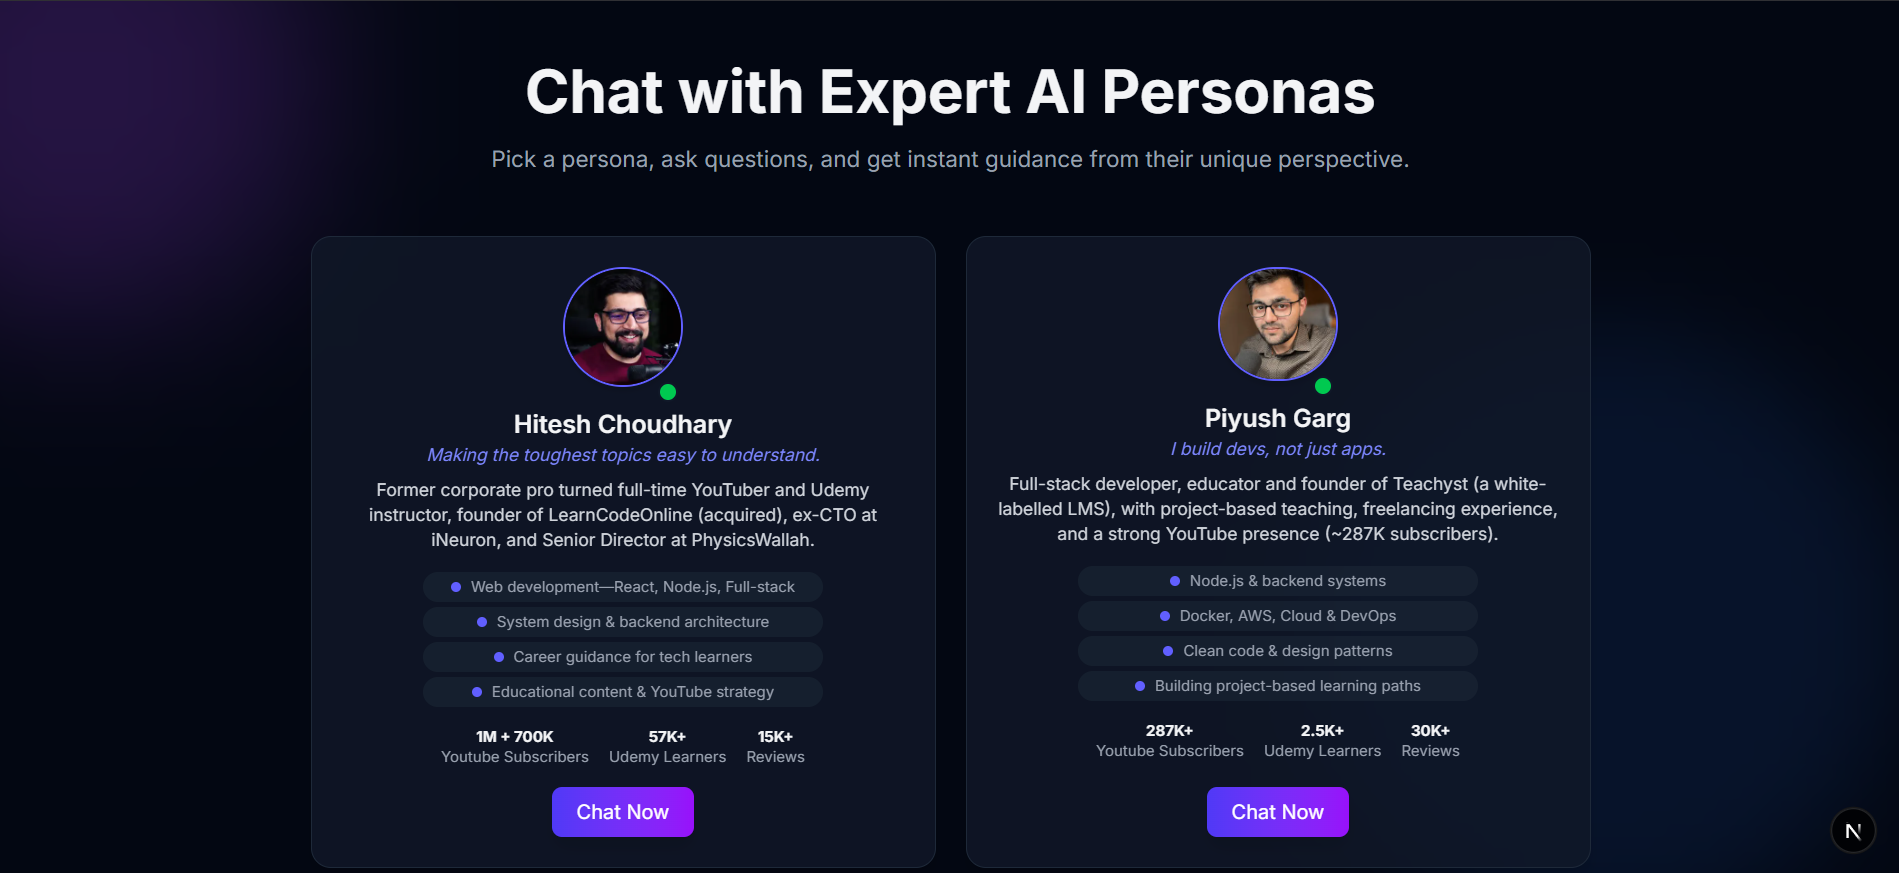 Chat with Expert AI Personas
Pick a persona, ask questions, and get instant guidance from their unique perspective.
Hitesh Choudhary
Making the toughest topics easy to understand.
Former corporate pro turned full-time YouTuber and Udemy
instructor, founder of LearnCodeOnline (acquired), ex-CTO at
iNeuron, and Senior Director at PhysicsWallah.
Web development—React, Node.js, Full-stack
System design & backend architecture
Career guidance for tech learners
Educational content & YouTube strategy
1M + 700K
Youtube Subscribers
57K+
Udemy Learners
15K+
Reviews
Chat Now
Piyush Garg
I build devs, not just apps.
Full-stack developer, educator and founder of Teachyst (a white-
labelled LMS), with project-based teaching, freelancing experience,
and a strong YouTube presence (~287K subscribers).
Node.js & backend systems
Docker, AWS, Cloud & DevOps
Clean code & design patterns
Building project-based learning paths
287K+
Youtube Subscribers
2.5K+
Udemy Learners
30K+
Reviews
Chat Now
N